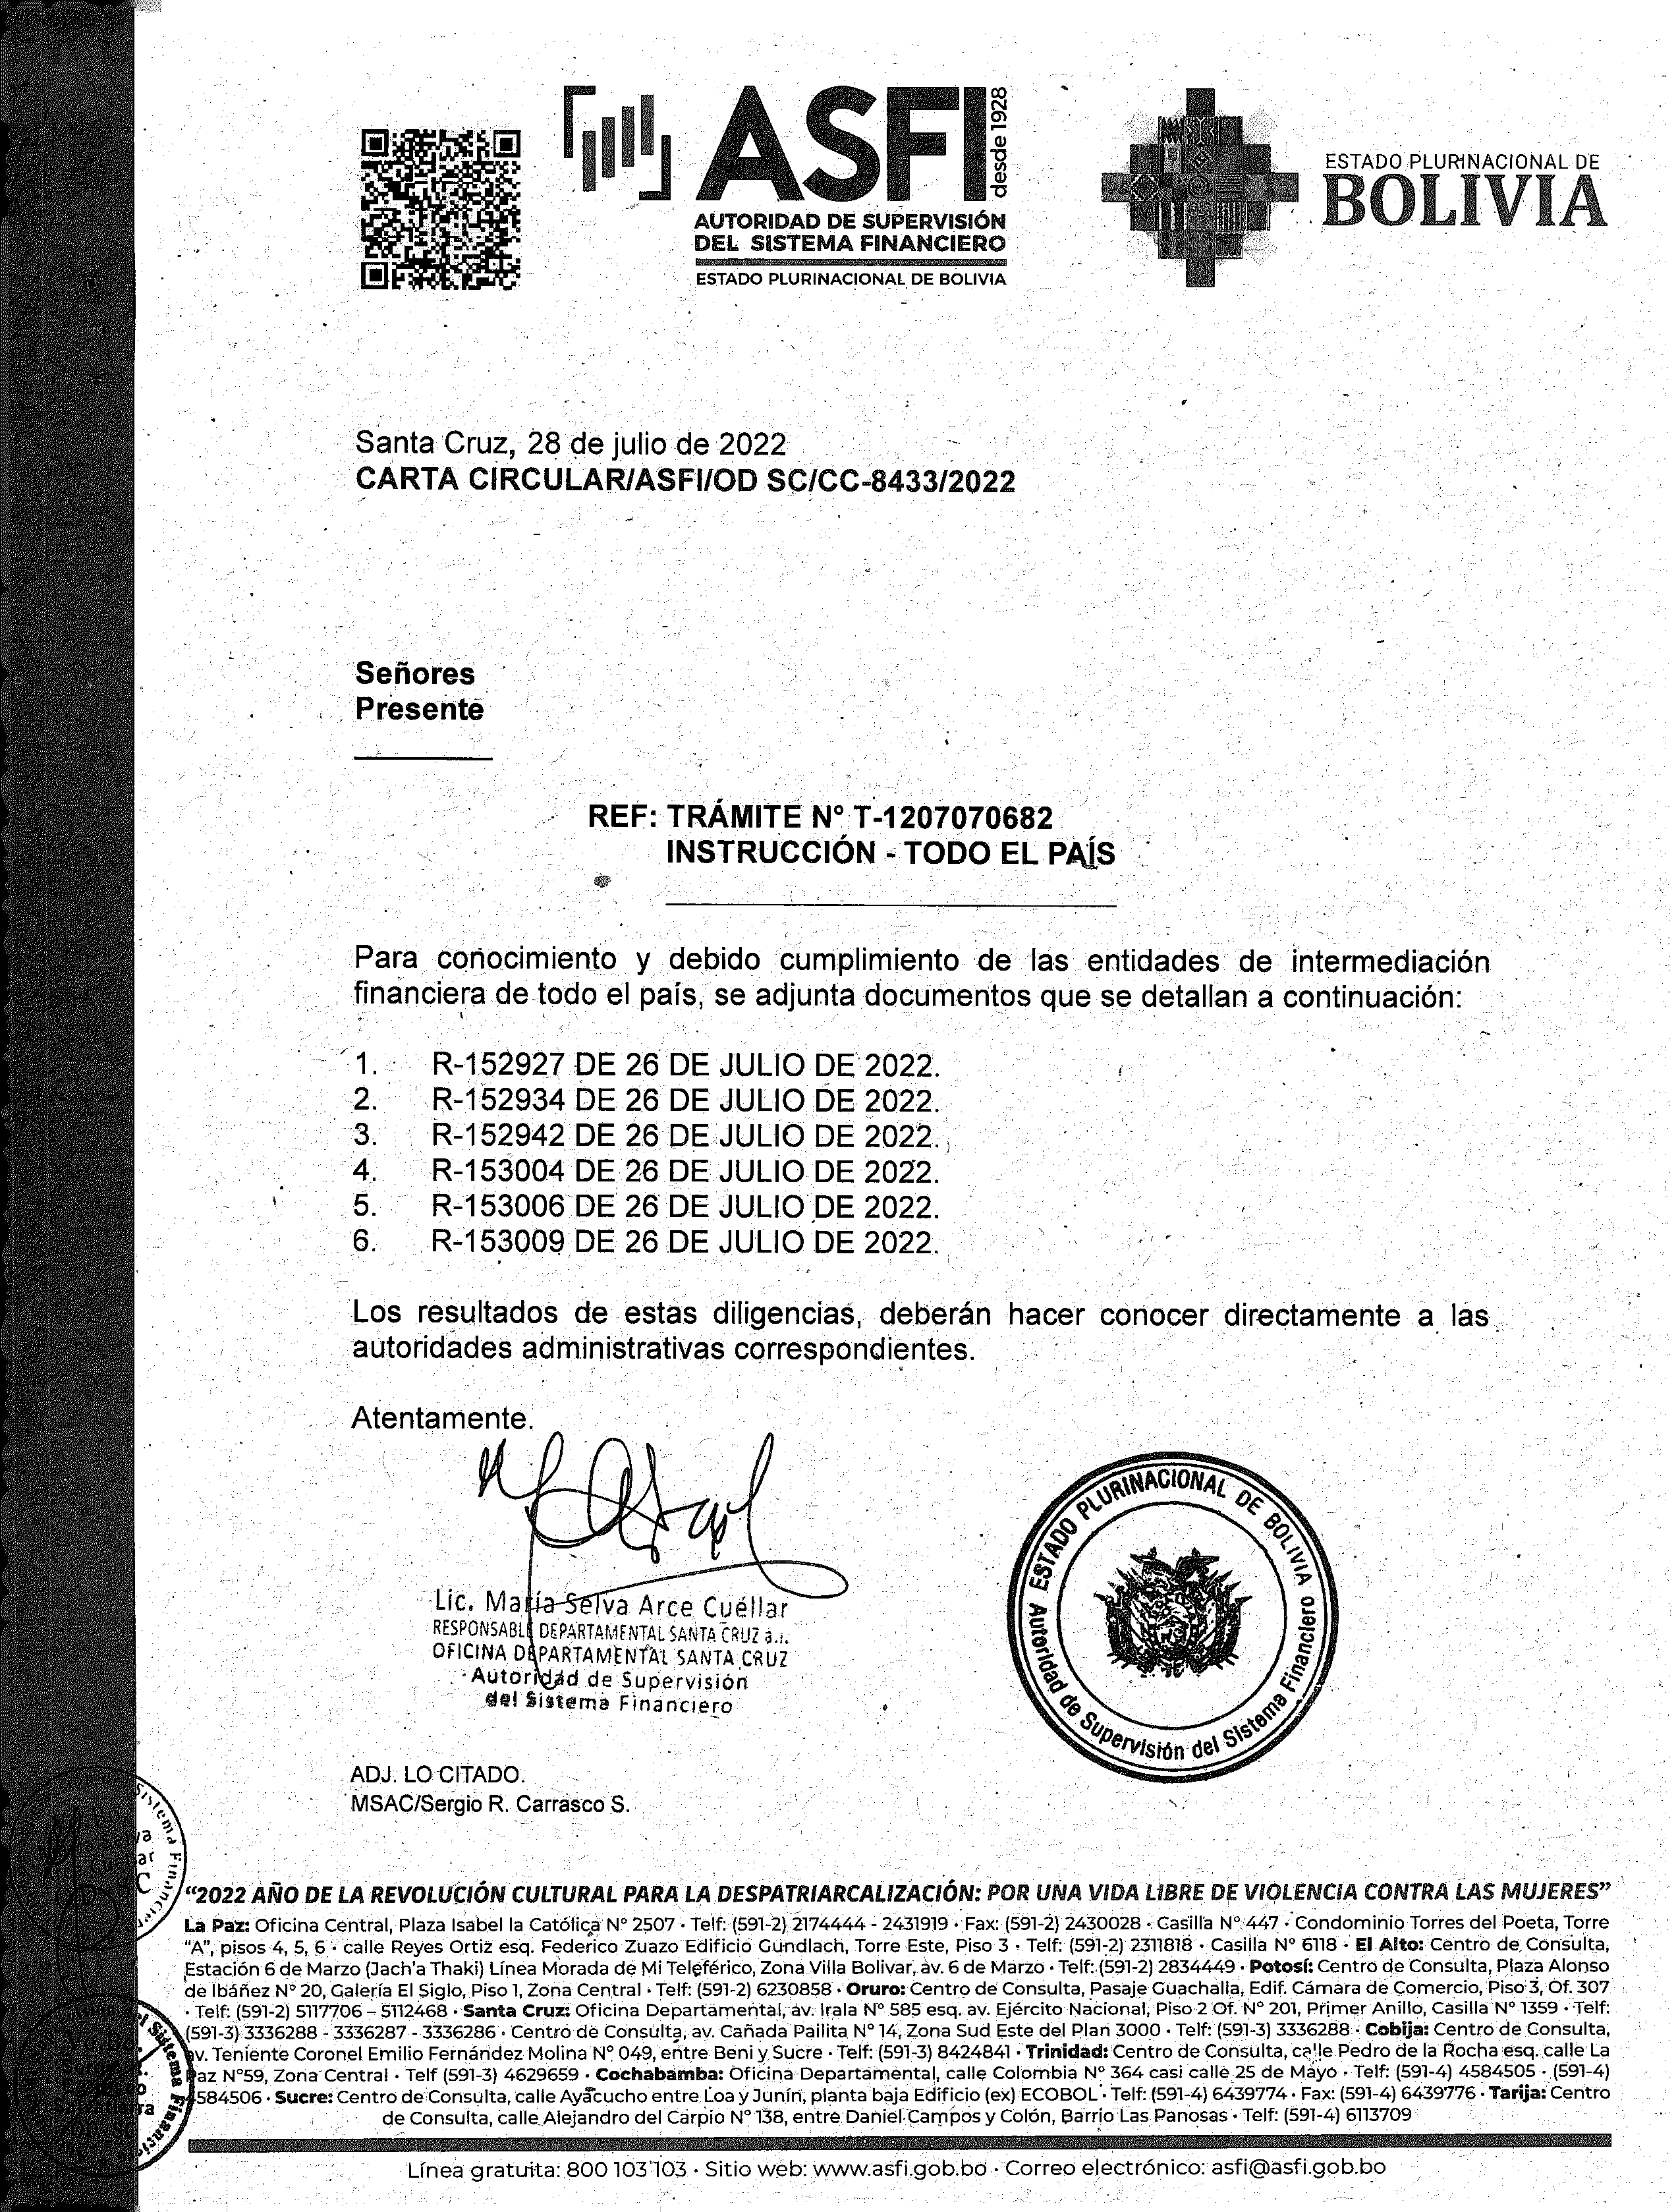 ASFI
desde 1928
AUTORIDAD DE SUPERVISIÓN
DEL SISTEMA FINANCIERO
ESTADO PLURINACIONAL DE BOLIVIA
ESTADO PLURINACIONAL DE
BOLIVIA
Santa Cruz, 28 de julio de 2022
CARTA CIRCULAR/ASFI/OD SC/CC-8433/2022
Señores
Presente
REF: TRÁMITE Nº T-1207070682
INSTRUCCIÓN - TODO EL PAÍS
Para conocimiento y debido cumplimiento de las entidades de intermediación
financiera de todo el país, se adjunta documentos que se detallan a continuación:
1. R-152927 DE 26 DE JULIO DE 2022.
2. R-152934 DE 26 DE JULIO DE 2022.
3. R-152942 DE 26 DE JULIO DE 2022.
4. R-153004 DE 26 DE JULIO DE 2022.
5. R-153006 DE 26 DE JULIO DE 2022.
6. R-153009 DE 26 DE JULIO DE 2022.
Los resultados de estas diligencias, deberán hacer conocer directamente a las
autoridades administrativas correspondientes.
Atentamente.
Lic. María Selva Arce Cuéllar
RESPONSABLE DEPARTAMENTAL SANTA CRUZ a.i.
OFICINA DEPARTAMENTAL SANTA CRUZ
Autoridad de Supervisión
del Sistema Financiero
ESTADO PLURINACIONAL DE BOLIVIA
Autoridad de Supervisión del Sistema Financiero
ADJ. LO CITADO.
MSAC/Sergio R. Carrasco S.
“2022 AÑO DE LA REVOLUCIÓN CULTURAL PARA LA DESPATRIARCALIZACIÓN: POR UNA VIDA LIBRE DE VIOLENCIA CONTRA LAS MUJERES”
La Paz: Oficina Central, Plaza Isabel la Católica Nº 2507 · Telf: (591-2) 2174444 - 2431919 · Fax: (591-2) 2430028 · Casilla Nº 447 · Condominio Torres del Poeta, Torre
“A”, pisos 4, 5, 6 · calle Reyes Ortiz esq. Federico Zuazo Edificio Gundlach, Torre Este, Piso 3 · Telf: (591-2) 2311818 · Casilla Nº 6118 · El Alto: Centro de Consulta,
Estación 6 de Marzo (Jach'a Thaki) Línea Morada de Mi Teleférico, Zona Villa Bolivar, av. 6 de Marzo · Telf: (591-2) 2834449 · Potosí: Centro de Consulta, Plaza Alonso
de Ibáñez Nº 20, Galería El Siglo, Piso 1, Zona Central · Telf: (591-2) 6230858 · Oruro: Centro de Consulta, Pasaje Guachalla, Edif. Cámara de Comercio, Piso 3, Of. 307
· Telf: (591-2) 5117706 – 5112468 · Santa Cruz: Oficina Departamental, av. Irala Nº 585 esq. av. Ejército Nacional, Piso 2 Of. Nº 201, Primer Anillo, Casilla Nº 1359 · Telf:
(591-3) 3336288 - 3336287 - 3336286 · Centro de Consulta, av. Cañada Pailita Nº 14, Zona Sud Este del Plan 3000 · Telf: (591-3) 3336288 · Cobija: Centro de Consulta,
av. Teniente Coronel Emilio Fernández Molina Nº 049, entre Beni y Sucre · Telf: (591-3) 8424841 · Trinidad: Centro de Consulta, calle Pedro de la Rocha esq. calle La
Paz Nº59, Zona Central · Telf (591-3) 4629659 · Cochabamba: Oficina Departamental, calle Colombia Nº 364 casi calle 25 de Mayo · Telf: (591-4) 4584505 · (591-4)
4584506 · Sucre: Centro de Consulta, calle Ayacucho entre Loa y Junín, planta baja Edificio (ex) ECOBOL · Telf: (591-4) 6439774 · Fax: (591-4) 6439776 · Tarija: Centro
de Consulta, calle Alejandro del Carpio Nº 138, entre Daniel Campos y Colón, Barrio Las Panosas · Telf: (591-4) 6113709
Línea gratuita: 800 103 103 · Sitio web: www.asfi.gob.bo · Correo electrónico: asfi@asfi.gob.bo